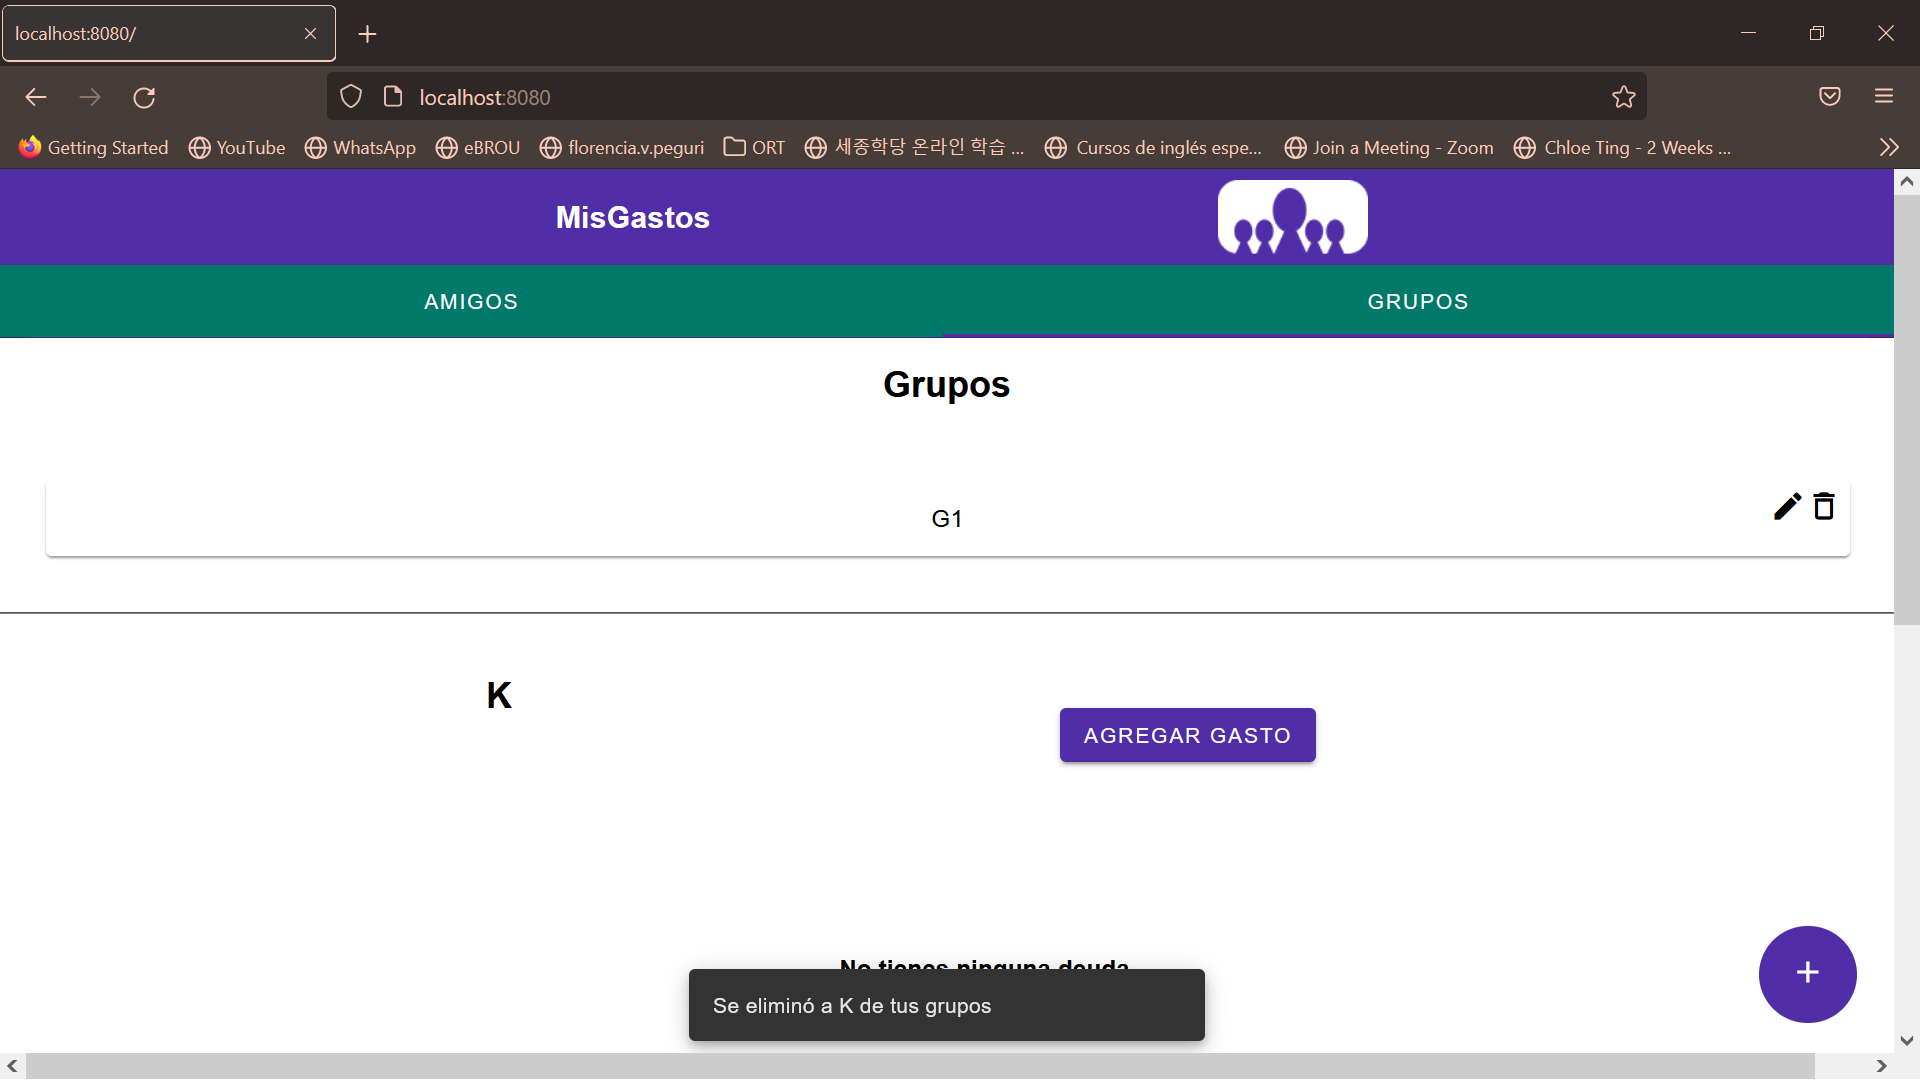 localhost:8080/
localhost:8080
Getting Started YouTube WhatsApp eBROU florencia.v.peguri ORT 세종학당 온라인 학습 ... Cursos de inglés espe... Join a Meeting - Zoom Chloe Ting - 2 Weeks ...
MisGastos
AMIGOS GRUPOS
Grupos
G1
K
AGREGAR GASTO
No tienes ninguna deuda
Se eliminó a K de tus grupos